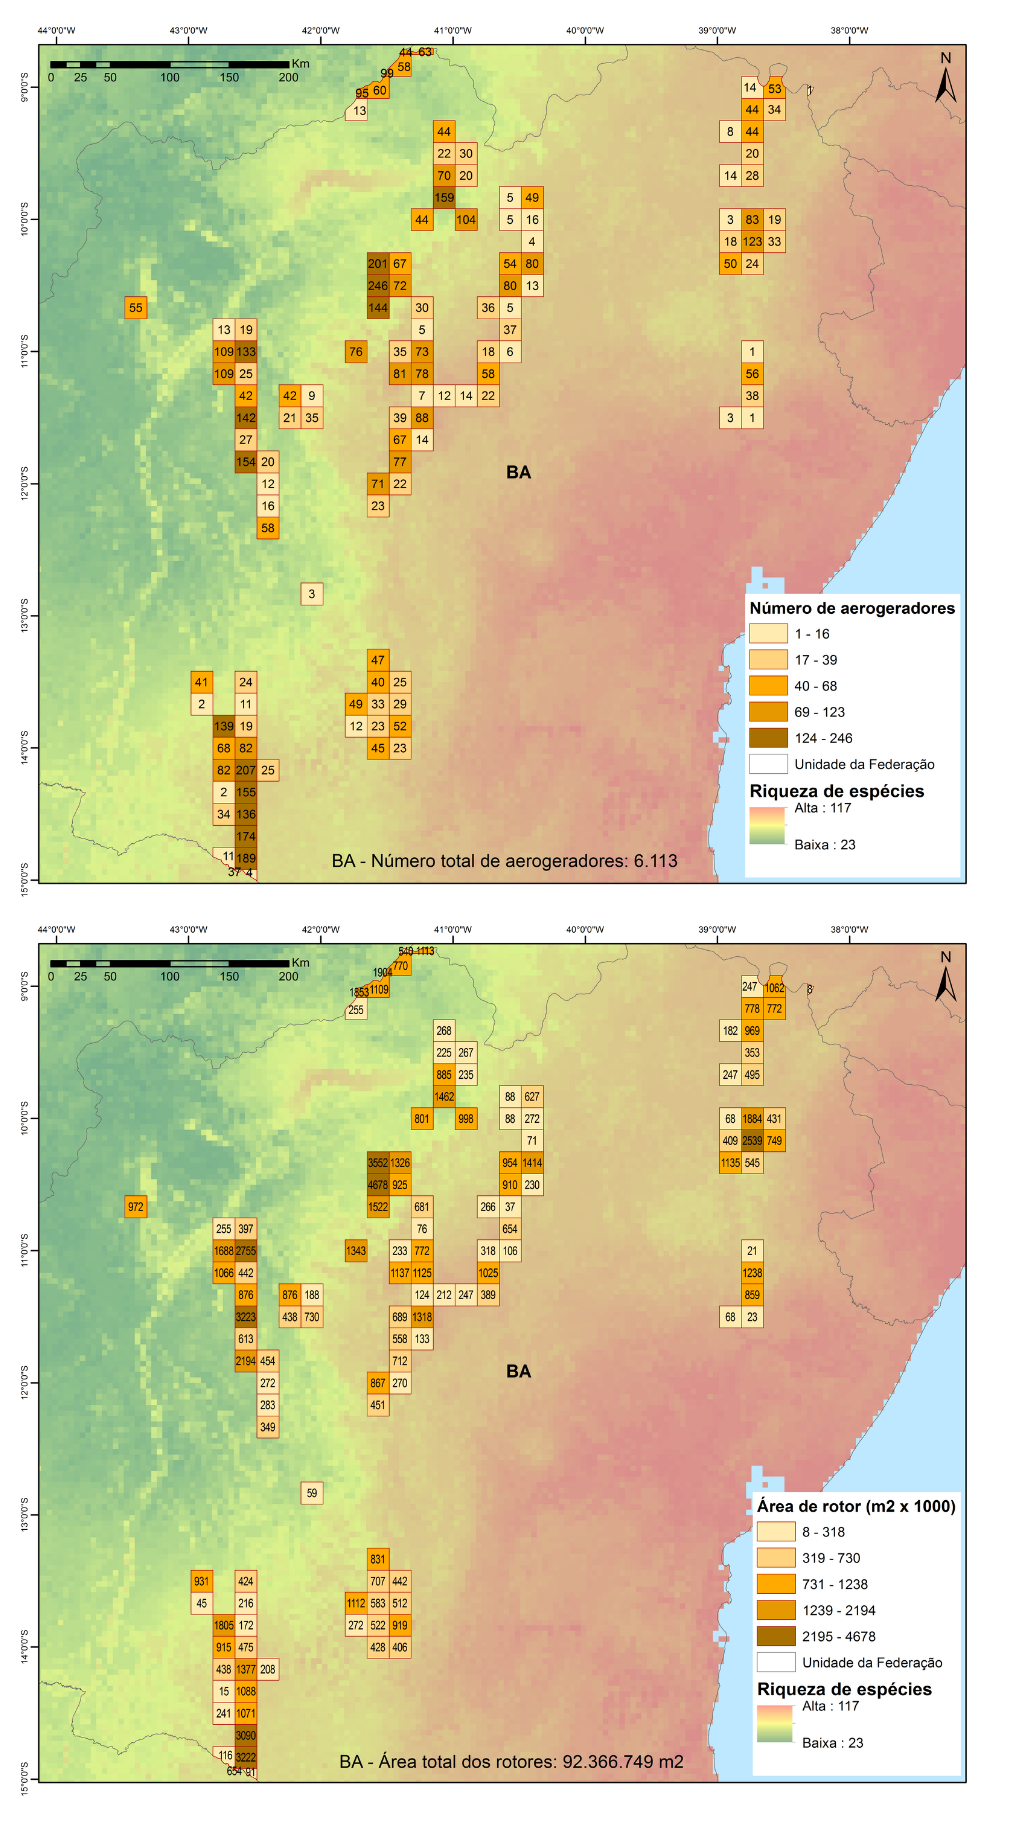 44°0'0"W 43°0'0"W 42°0'0"W 41°0'0"W 40°0'0"W 39°0'0"W 38°0'0"W
0 25 50 100 150 200 Km
N
9°0'0"S
10°0'0"S
11°0'0"S
12°0'0"S
13°0'0"S
14°0'0"S
15°0'0"S
44 63
58
99
95 60
13
14 53 1
44 34
44
8 44
22 30
20
70 20
14 28
159
5 49
44 104
5 16
3 83 19
4
18 123 33
201 67
54 80
50 24
246 72
80 13
55
144
30
36 5
13 19
5
37
109 133
76
35 73
18 6
1
109 25
81 78
58
56
42
42 9
7 12 14 22
38
142
21 35
39 88
3 1
27
67 14
154 20
77
BA
12
71 22
16
23
58
3
47
41 24
40 25
2 11
49 33 29
139 19
12 23 52
68 82
45 23
82 207 25
2 155
34 136
174
11 189
37 4
Número de aerogeradores
1 - 16
17 - 39
40 - 68
69 - 123
124 - 246
Unidade da Federação
Riqueza de espécies
Alta : 117
Baixa : 23
BA - Número total de aerogeradores: 6.113
44°0'0"W 43°0'0"W 42°0'0"W 41°0'0"W 40°0'0"W 39°0'0"W 38°0'0"W
0 25 50 100 150 200 Km
N
9°0'0"S
10°0'0"S
11°0'0"S
12°0'0"S
13°0'0"S
14°0'0"S
15°0'0"S
540 1113
770
1904
1853 1109
255
247 1062 8
778 772
268
182 969
225 267
353
885 235
247 495
1462
88 627
801 998
88 272
68 1884 431
71
409 2539 749
3552 1326
954 1414
1135 545
4678 925
910 230
972
1522
681
266 37
255 397
76
654
1688 2755
1343
233 772
318 106
21
1066 442
1137 1125
1025
1238
876
876 188
124 212 247 389
859
3223
438 730
689 1318
68 23
613
558 133
2194 454
712
BA
272
867 270
283
451
349
59
831
931 424
707 442
45 216
1112 583 512
1805 172
272 522 919
915 475
428 406
438 1377 208
15 1088
241 1071
3090
116 3222
654 91
Área de rotor (m2 x 1000)
8 - 318
319 - 730
731 - 1238
1239 - 2194
2195 - 4678
Unidade da Federação
Riqueza de espécies
Alta : 117
Baixa : 23
BA - Área total dos rotores: 92.366.749 m2